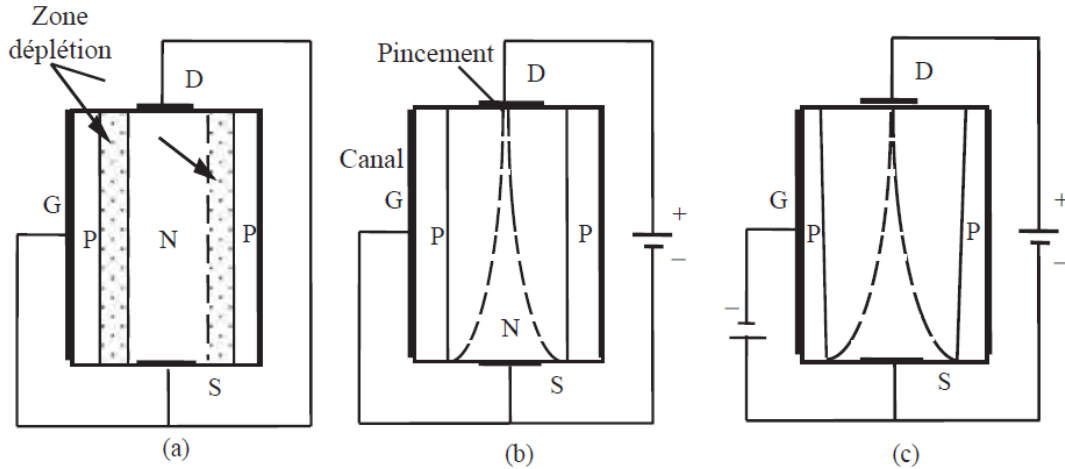 Zone
déplétion
D
G
P
N
P
S
(a)
Pincement
D
Canal
G
P
P
+
–
N
S
(b)
D
G
P
P
+
–
–
S
(c)